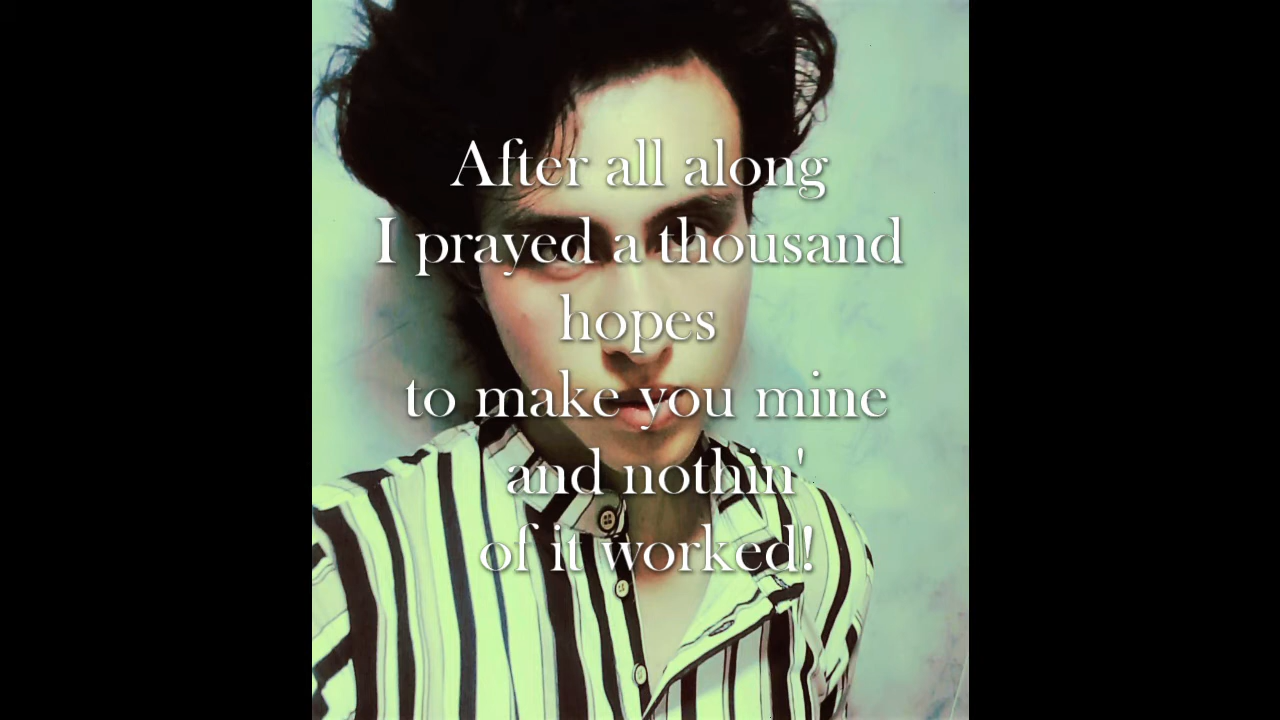 After all along
I prayed a thousand
hopes
to make you mine
and nothin'
of it worked!